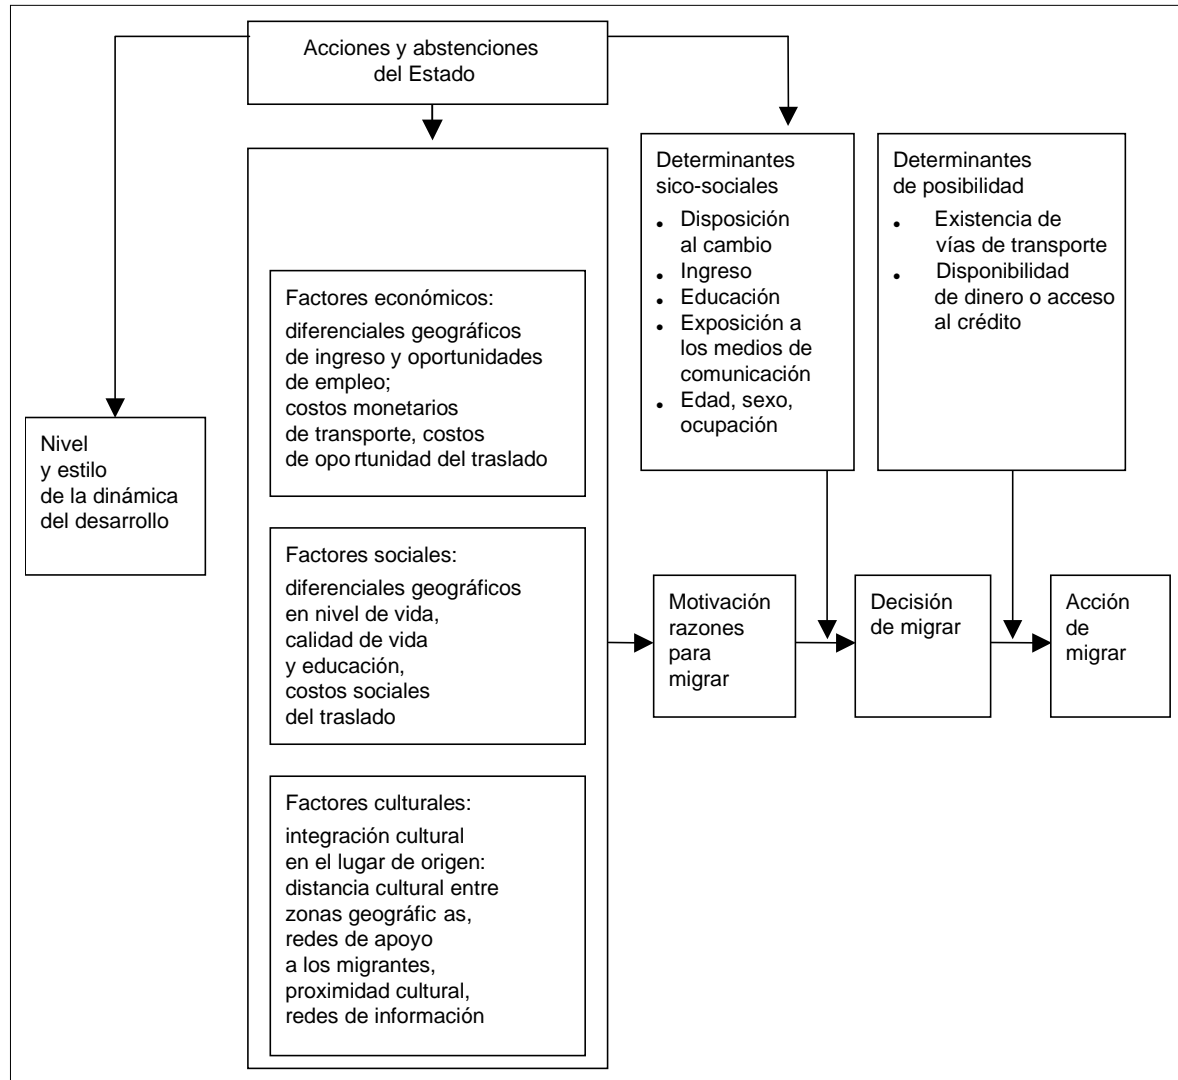 Acciones y abstenciones
del Estado
Determinantes
sico-sociales
• Disposición
al cambio
• Ingreso
• Educación
• Exposición a
los medios de
comunicación
• Edad, sexo,
ocupación
Determinantes
de posibilidad
• Existencia de
vías de transporte
• Disponibilidad
de dinero o acceso
al crédito
Factores económicos:
diferenciales geográficos
de ingreso y oportunidades
de empleo;
costos monetarios
de transporte, costos
de opo rtunidad del traslado
Nivel
y estilo
de la dinámica
del desarrollo
Factores sociales:
diferenciales geográficos
en nivel de vida,
calidad de vida
y educación,
costos sociales
del traslado
Motivación
razones
para
migrar
Decisión
de migrar
Acción
de
migrar
Factores culturales:
integración cultural
en el lugar de origen:
distancia cultural entre
zonas geográfic as,
redes de apoyo
a los migrantes,
proximidad cultural,
redes de información